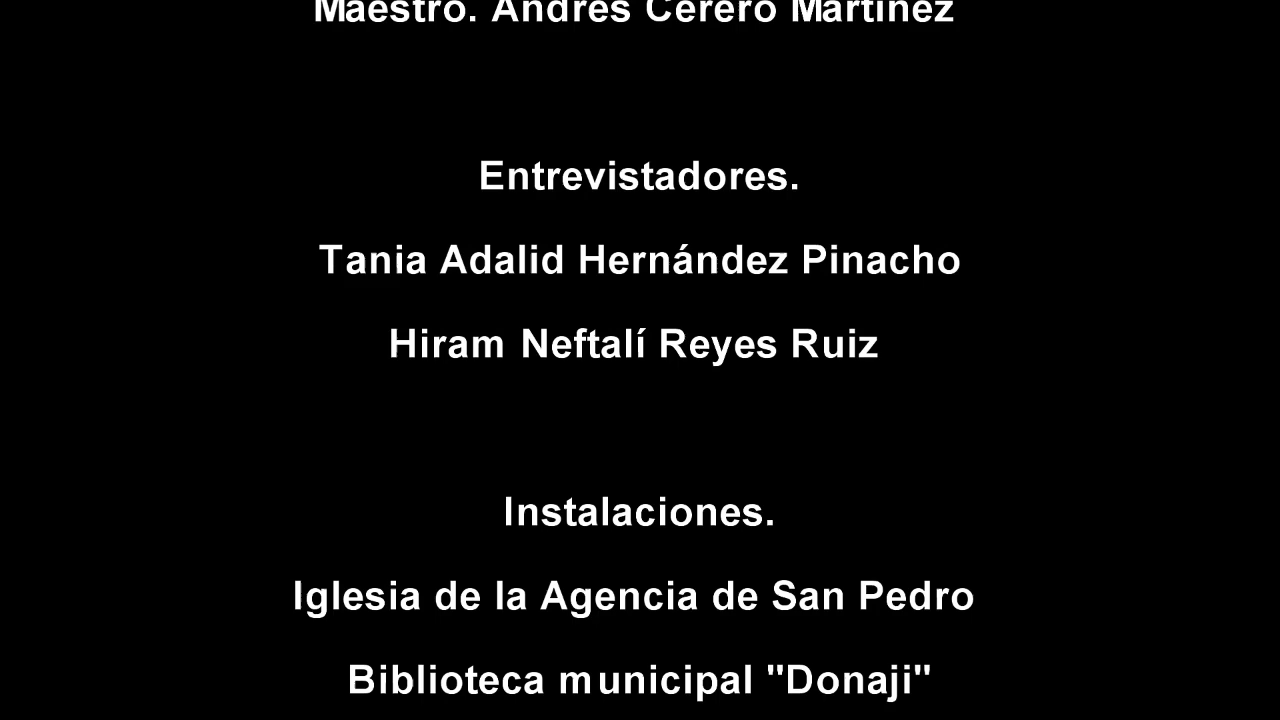 Maestro. Andrés Cerero Martínez
Entrevistadores.
Tania Adalid Hernández Pinacho
Hiram Neftalí Reyes Ruiz
Instalaciones.
Iglesia de la Agencia de San Pedro
Biblioteca municipal "Donaji"